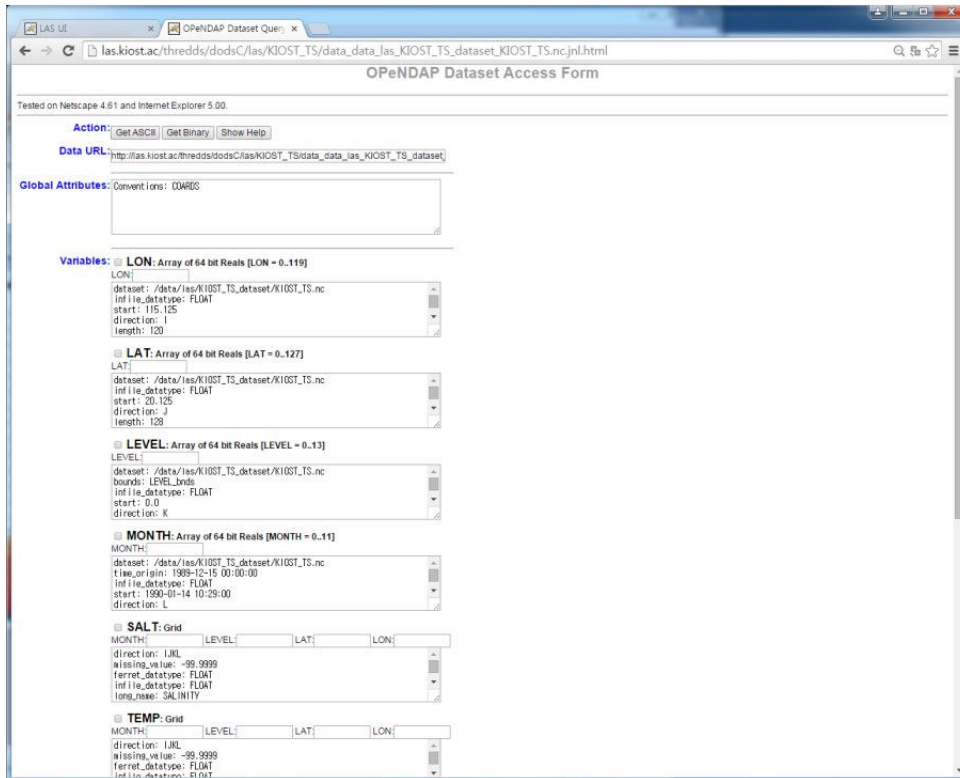 LAS UI
OPeNDAP Dataset Query
las.kiost.ac/thredds/dodsC/las/KIOST_TS/data_data_las_KIOST_TS_dataset_KIOST_TS.nc.jnl.html
OPeNDAP Dataset Access Form
Tested on Netscape 4.61 and Internet Explorer 5.00.
Action: Get ASCII Get Binary Show Help
Data URL: http://las.kiost.ac/thredds/dodsC/las/KIOST_TS/data_data_las_KIOST_TS_dataset_
Global Attributes: Conventions: COARDS
Variables: LON: Array of 64 bit Reals [LON = 0..119]
LON:
dataset: /data/las/KIOST_TS_dataset/KIOST_TS.nc
infile_datatype: FLOAT
start: 115.125
direction: I
length: 120
LAT: Array of 64 bit Reals [LAT = 0..127]
LAT:
dataset: /data/las/KIOST_TS_dataset/KIOST_TS.nc
infile_datatype: FLOAT
start: 20.125
direction: J
length: 128
LEVEL: Array of 64 bit Reals [LEVEL = 0..13]
LEVEL:
dataset: /data/las/KIOST_TS_dataset/KIOST_TS.nc
bounds: LEVEL_bnds
infile_datatype: FLOAT
start: 0.0
direction: K
MONTH: Array of 64 bit Reals [MONTH = 0..11]
MONTH:
dataset: /data/las/KIOST_TS_dataset/KIOST_TS.nc
time_origin: 1989-12-15 00:00:00
infile_datatype: FLOAT
start: 1990-01-14 10:29:00
direction: L
SALT: Grid
MONTH: LEVEL: LAT: LON:
direction: IJKL
missing_value: -99.9999
ferret_datatype: FLOAT
infile_datatype: FLOAT
long_name: SALINITY
TEMP: Grid
MONTH: LEVEL: LAT: LON:
direction: IJKL
missing_value: -99.9999
ferret_datatype: FLOAT
infile_datatype: FLOAT